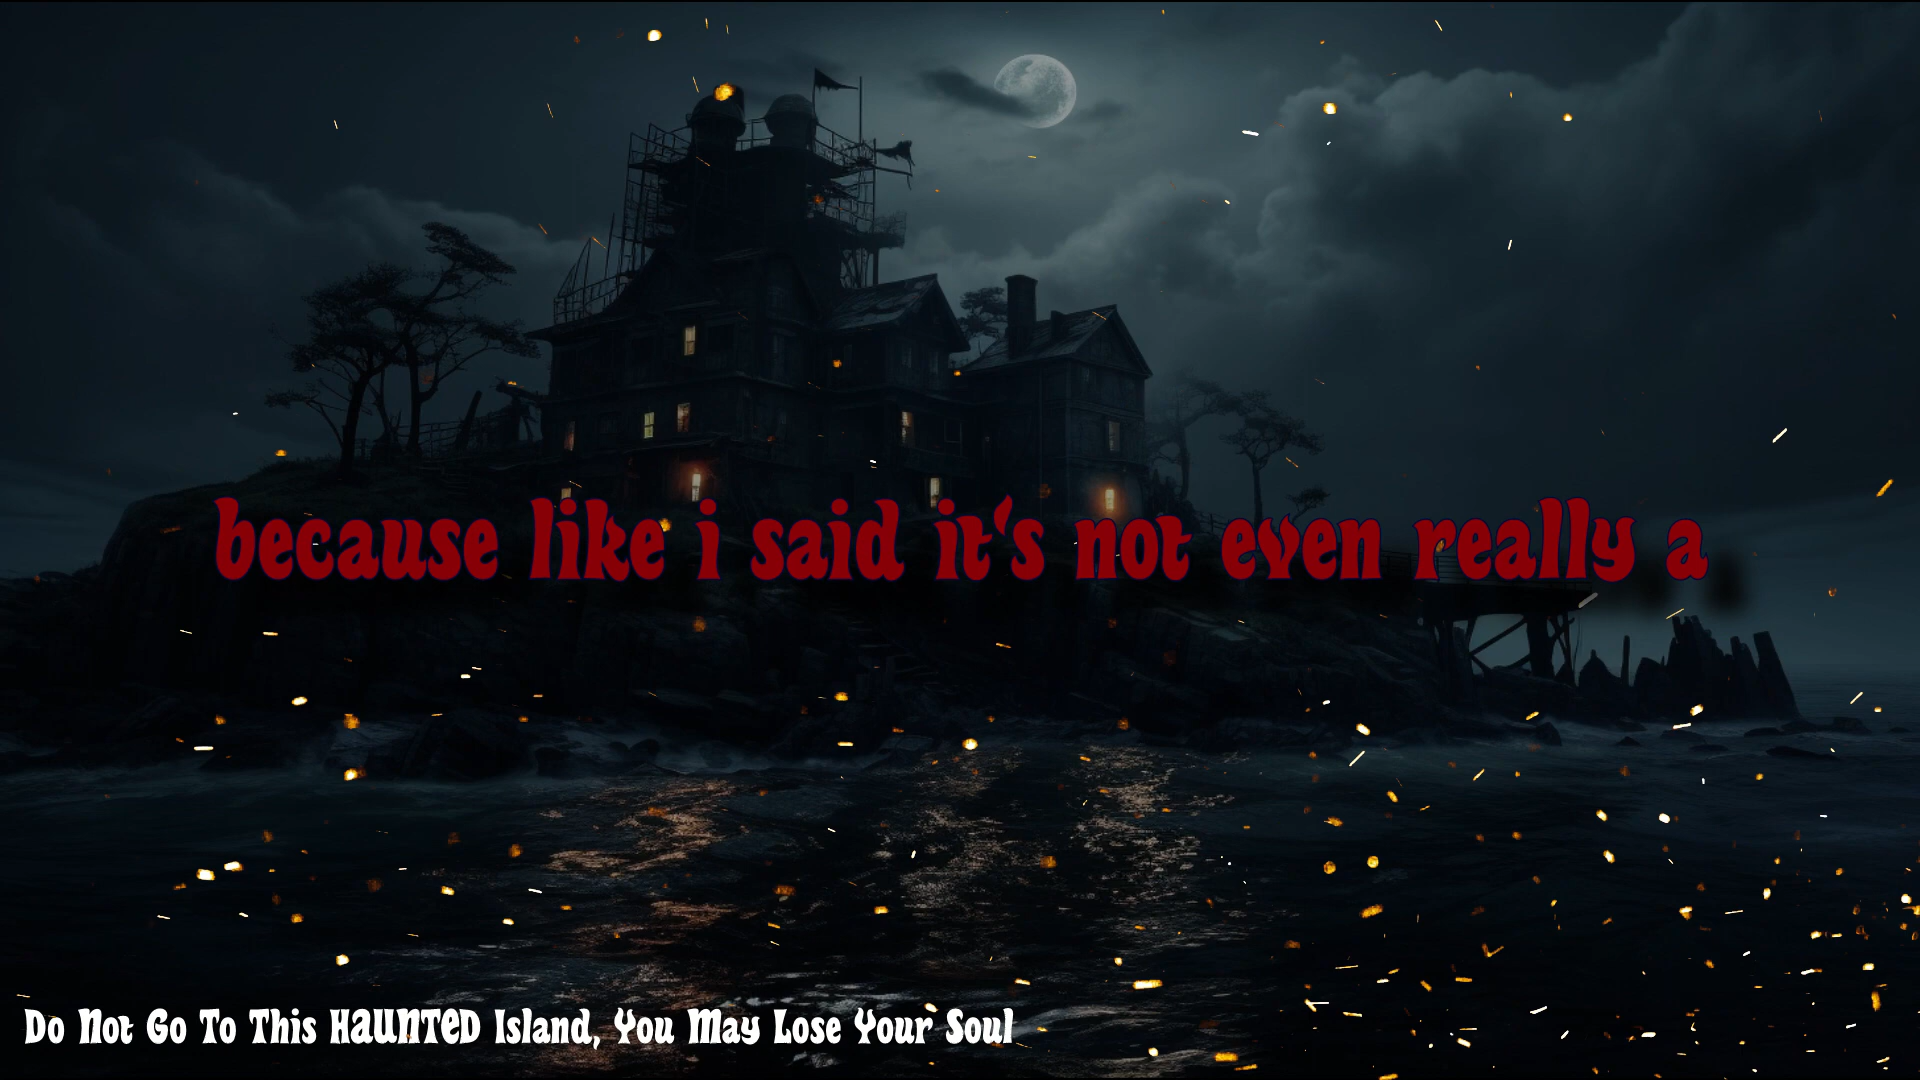 because like i said it's not even really a
Do Not Go To This HAUNTED Island, You May Lose Your Soul